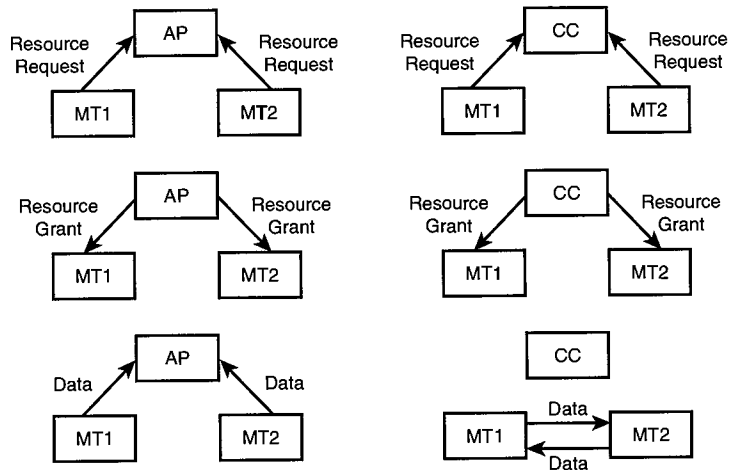 AP
Resource
Request
Resource
Request
MT1
MT2
CC
Resource
Request
Resource
Request
MT1
MT2
AP
Resource
Grant
Resource
Grant
MT1
MT2
CC
Resource
Grant
Resource
Grant
MT1
MT2
AP
Data
Data
MT1
MT2
CC
Data
MT1
MT2
Data